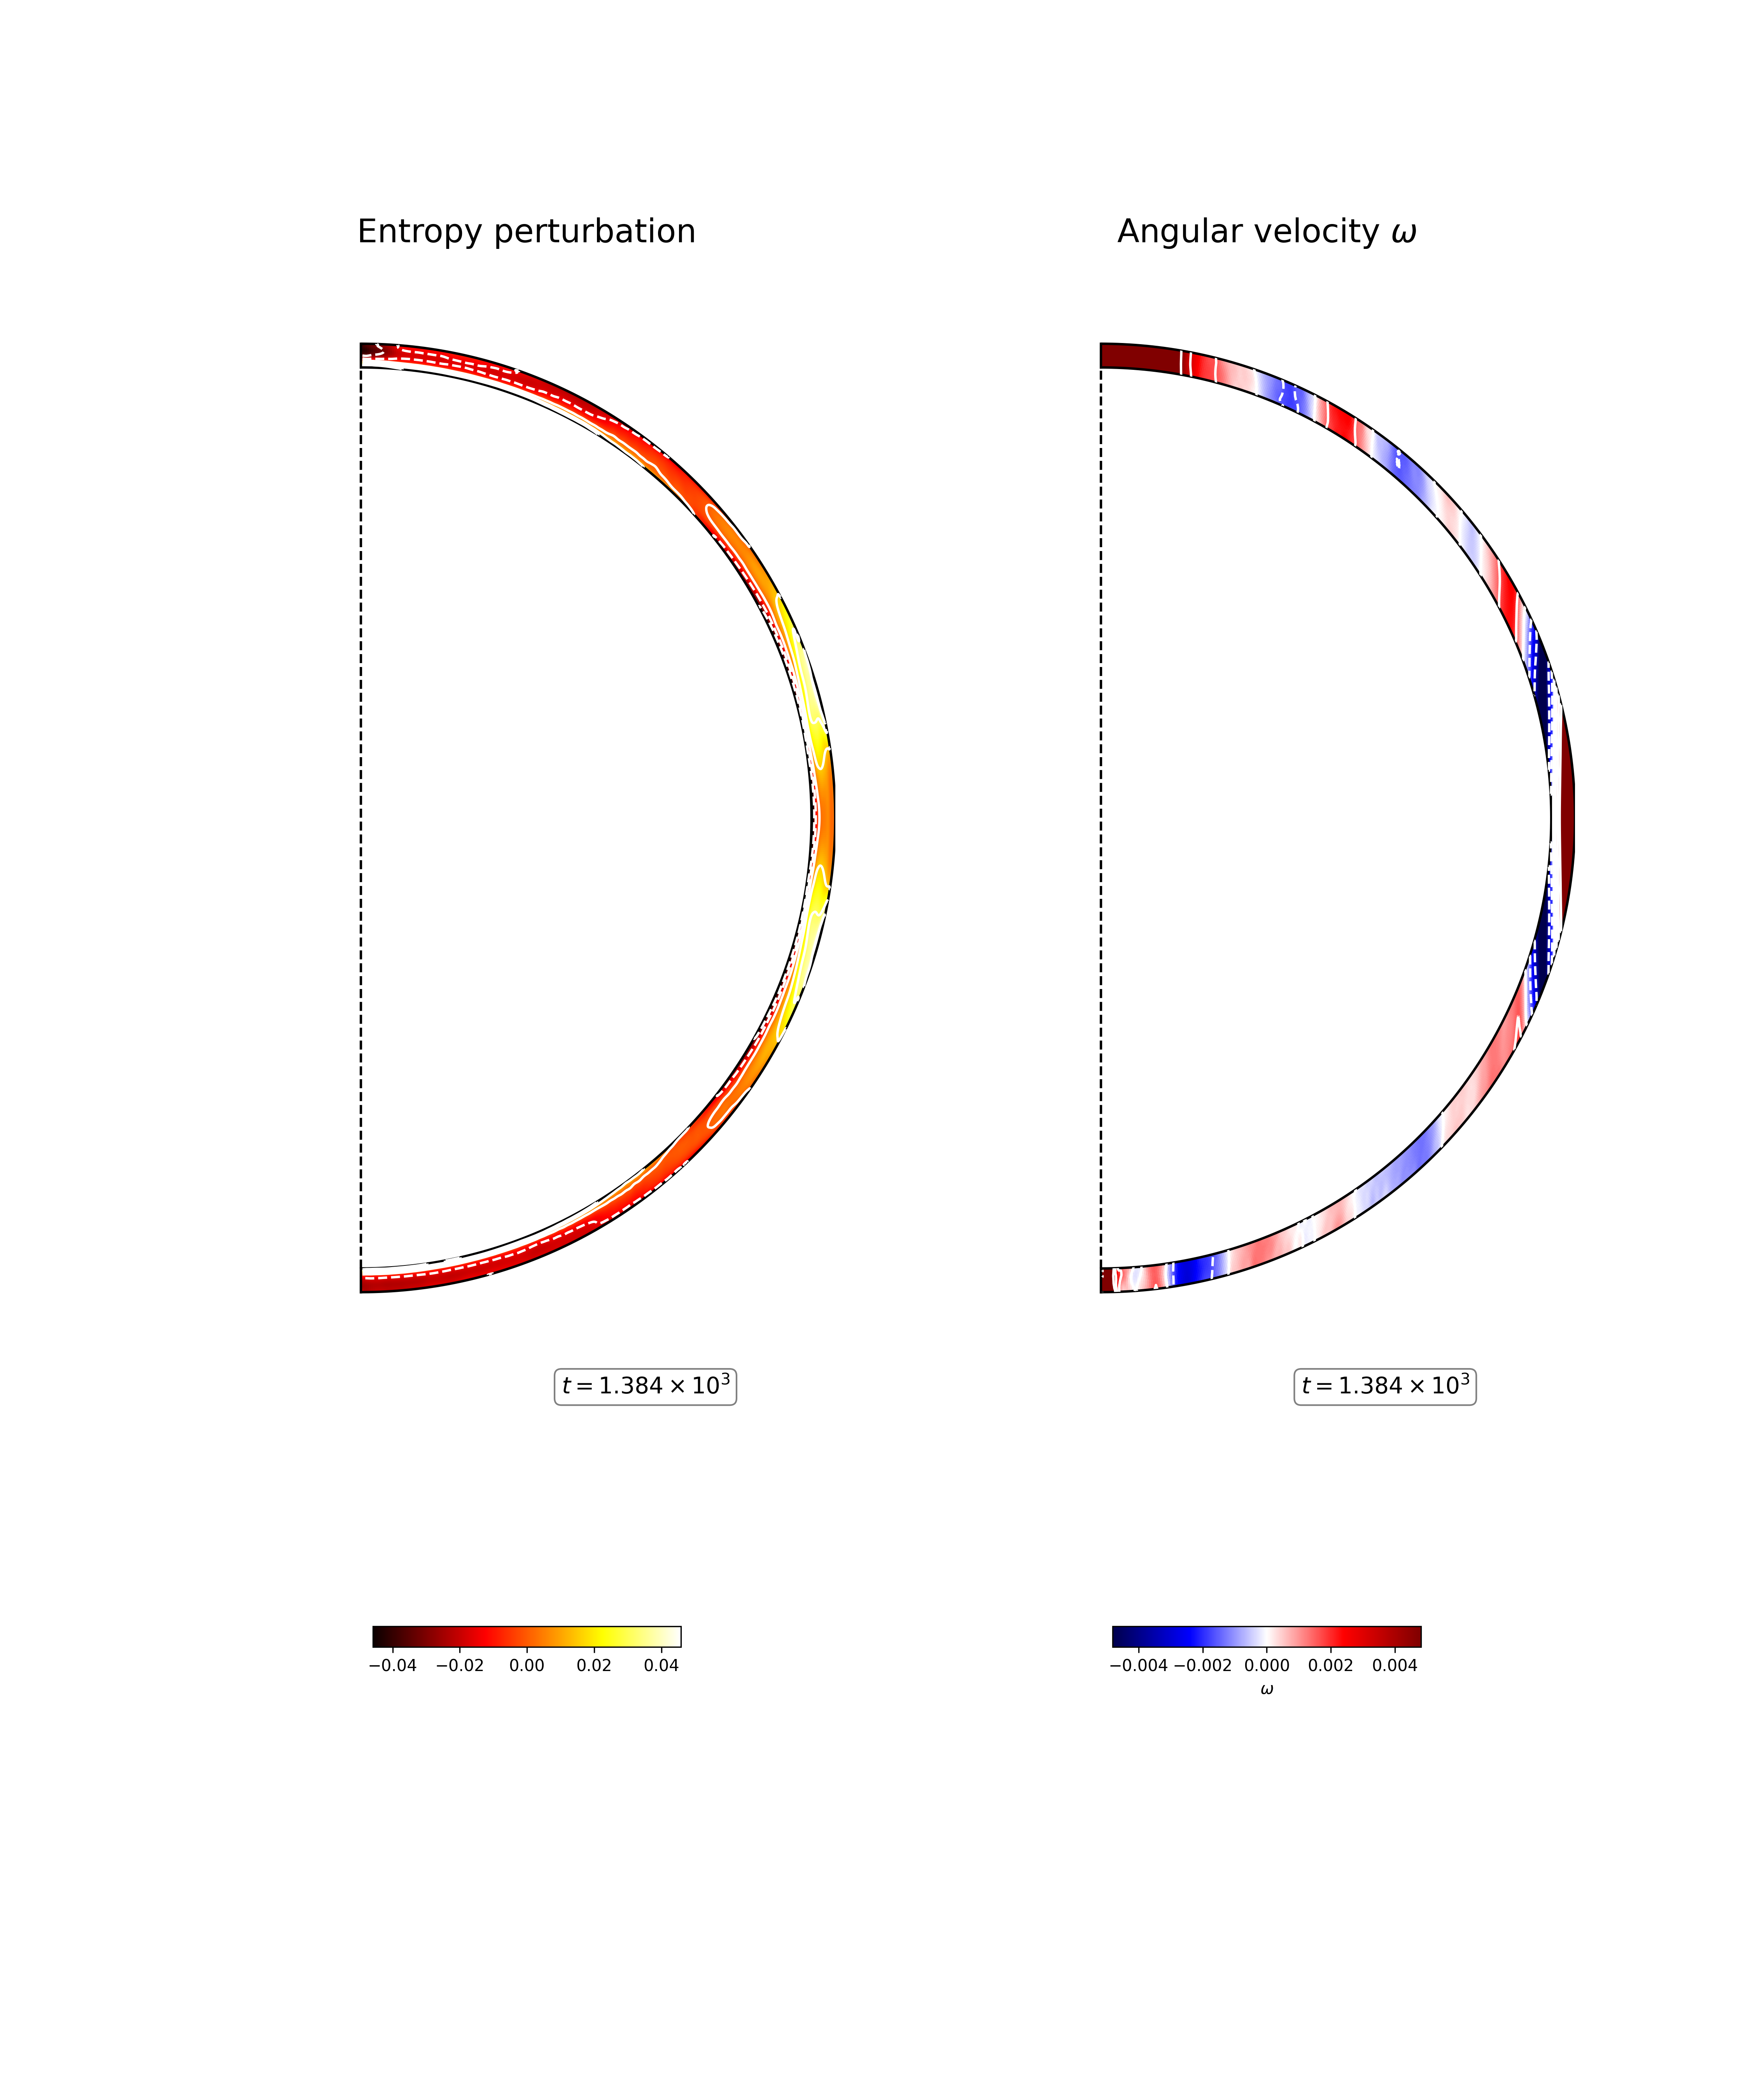 Entropy perturbation
Angular velocity ω
t = 1.384 × 10³
t = 1.384 × 10³
−0.04 −0.02 0.00 0.02 0.04
−0.004 −0.002 0.000 0.002 0.004
ω